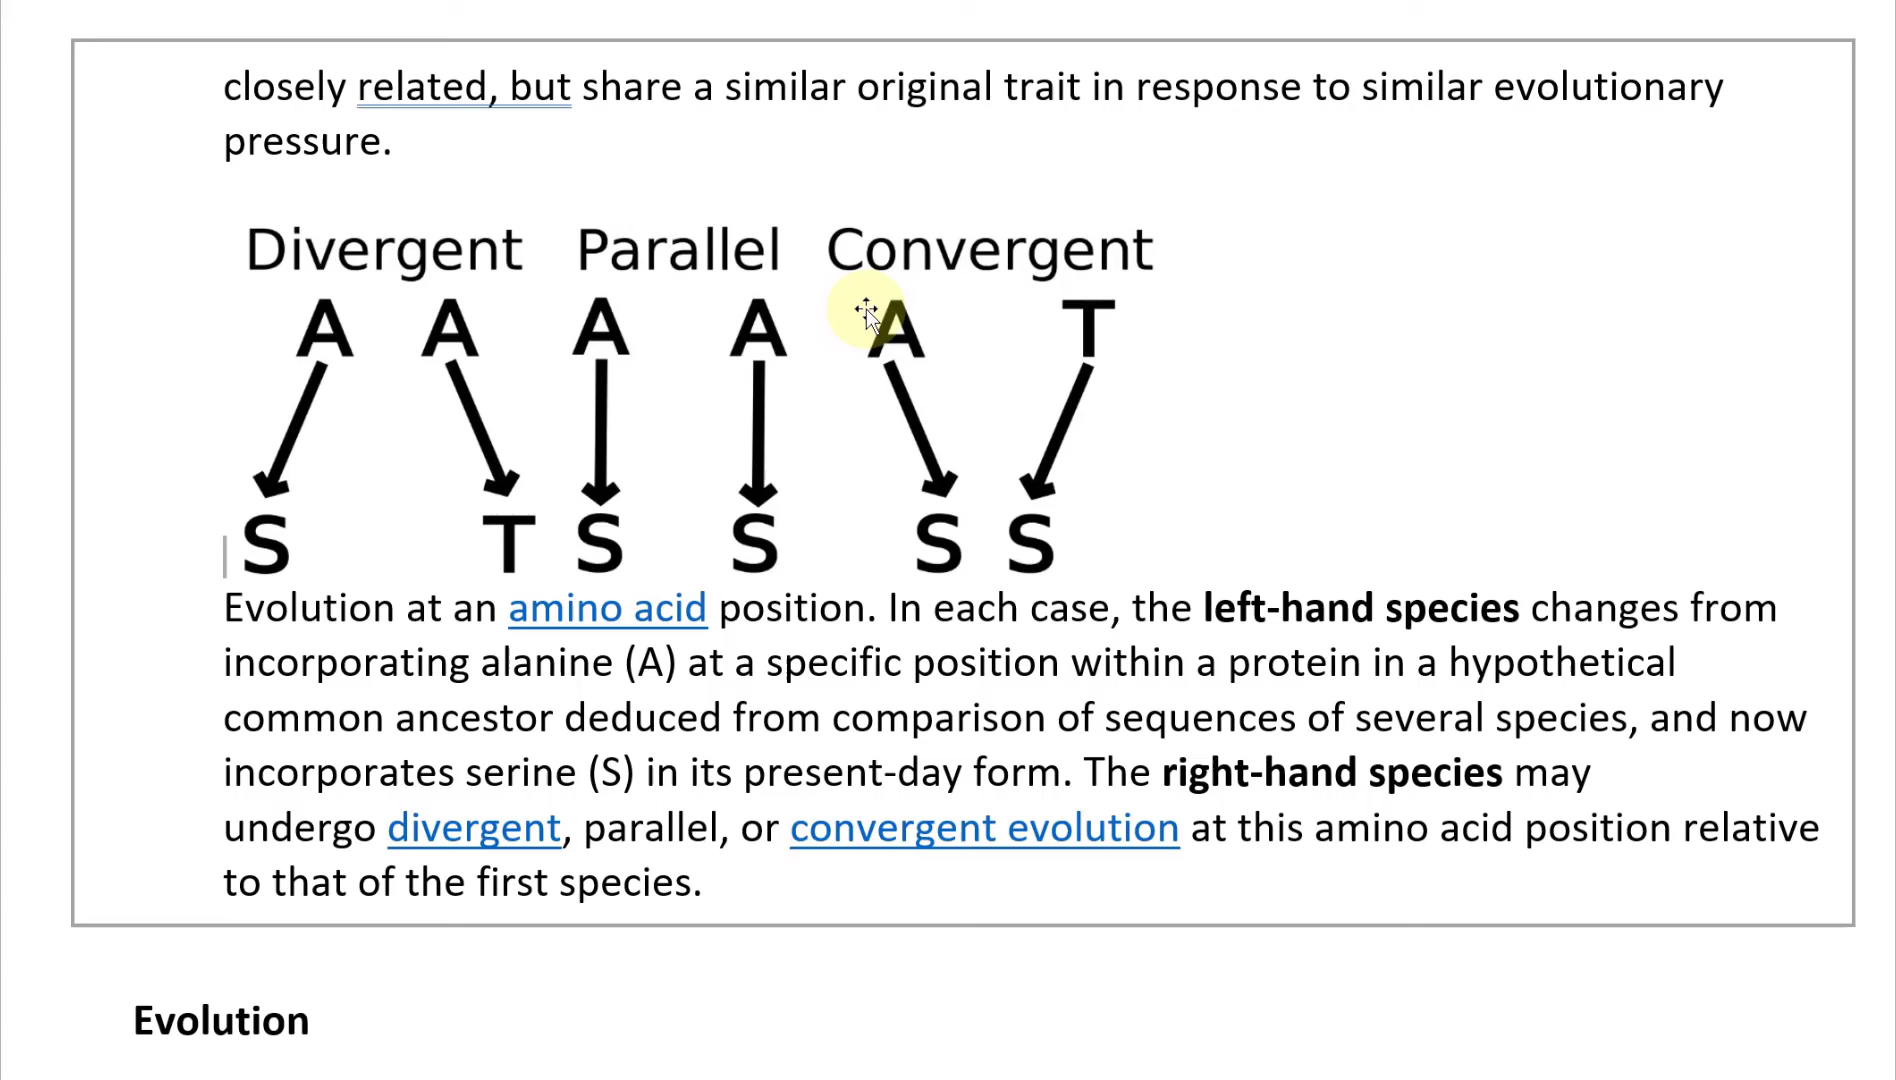 closely related, but share a similar original trait in response to similar evolutionary
pressure.
Divergent Parallel Convergent
A A A A A T
S T S S S S
Evolution at an amino acid position. In each case, the left-hand species changes from
incorporating alanine (A) at a specific position within a protein in a hypothetical
common ancestor deduced from comparison of sequences of several species, and now
incorporates serine (S) in its present-day form. The right-hand species may
undergo divergent, parallel, or convergent evolution at this amino acid position relative
to that of the first species.
Evolution